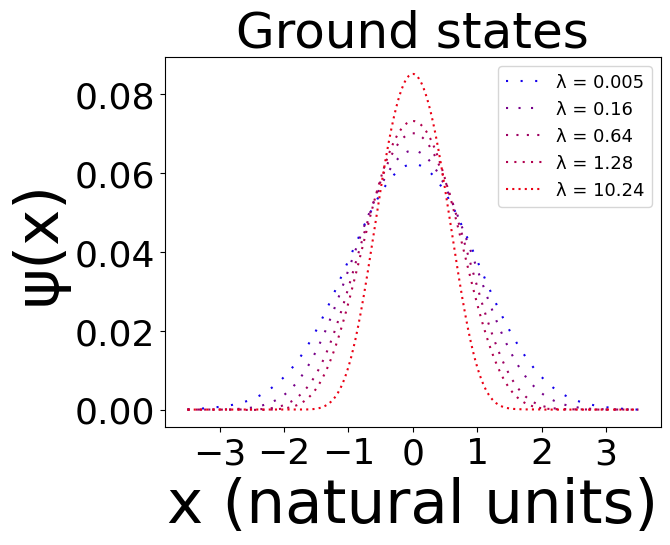 Ground states
ψ(x)
0.08
0.06
0.04
0.02
0.00
λ = 0.005
λ = 0.16
λ = 0.64
λ = 1.28
λ = 10.24
−3 −2 −1 0 1 2 3
x (natural units)